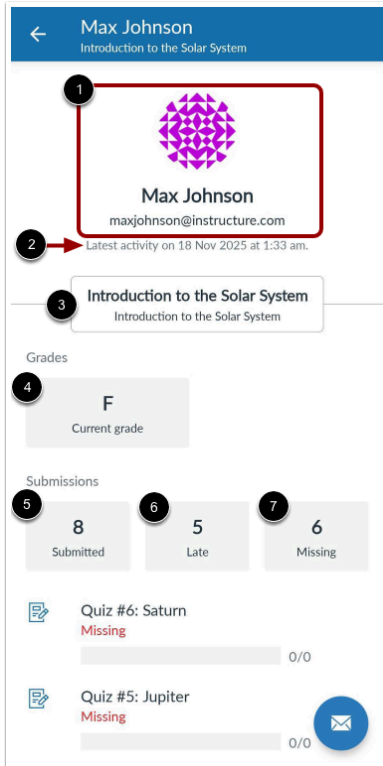 Max Johnson
Introduction to the Solar System
1
Max Johnson
maxjohnson@instructure.com
2
Latest activity on 18 Nov 2025 at 1:33 am.
3
Introduction to the Solar System
Introduction to the Solar System
Grades
4
F
Current grade
Submissions
5 6 7
8 5 6
Submitted Late Missing
Quiz #6: Saturn
Missing
0/0
Quiz #5: Jupiter
Missing
0/0